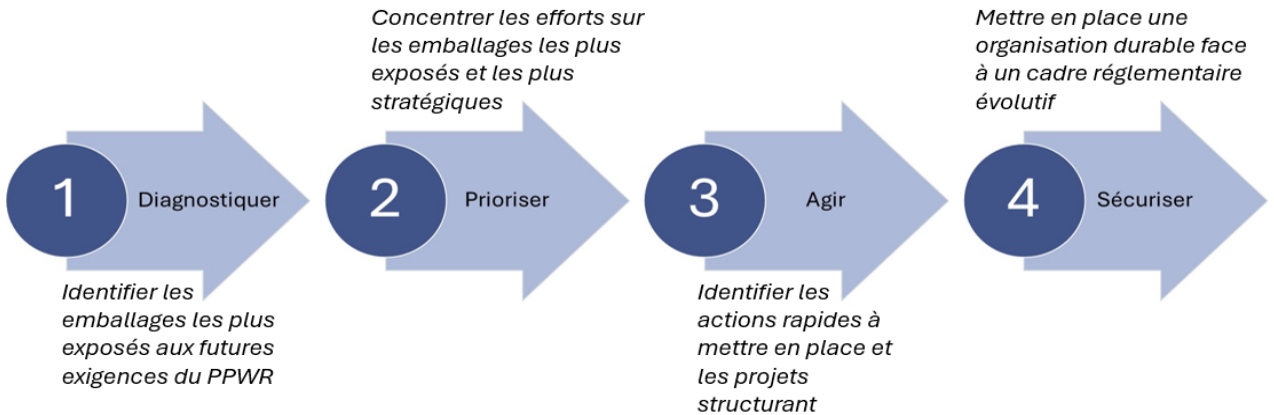 1
Diagnostiquer
Identifier les
emballages les plus
exposés aux futures
exigences du PPWR
Concentrer les efforts sur
les emballages les plus
exposés et les plus
stratégiques
2
Prioriser
3
Agir
Identifier les
actions rapides à
mettre en place et
les projets
structurant
Mettre en place une
organisation durable face
à un cadre réglementaire
évolutif
4
Sécuriser